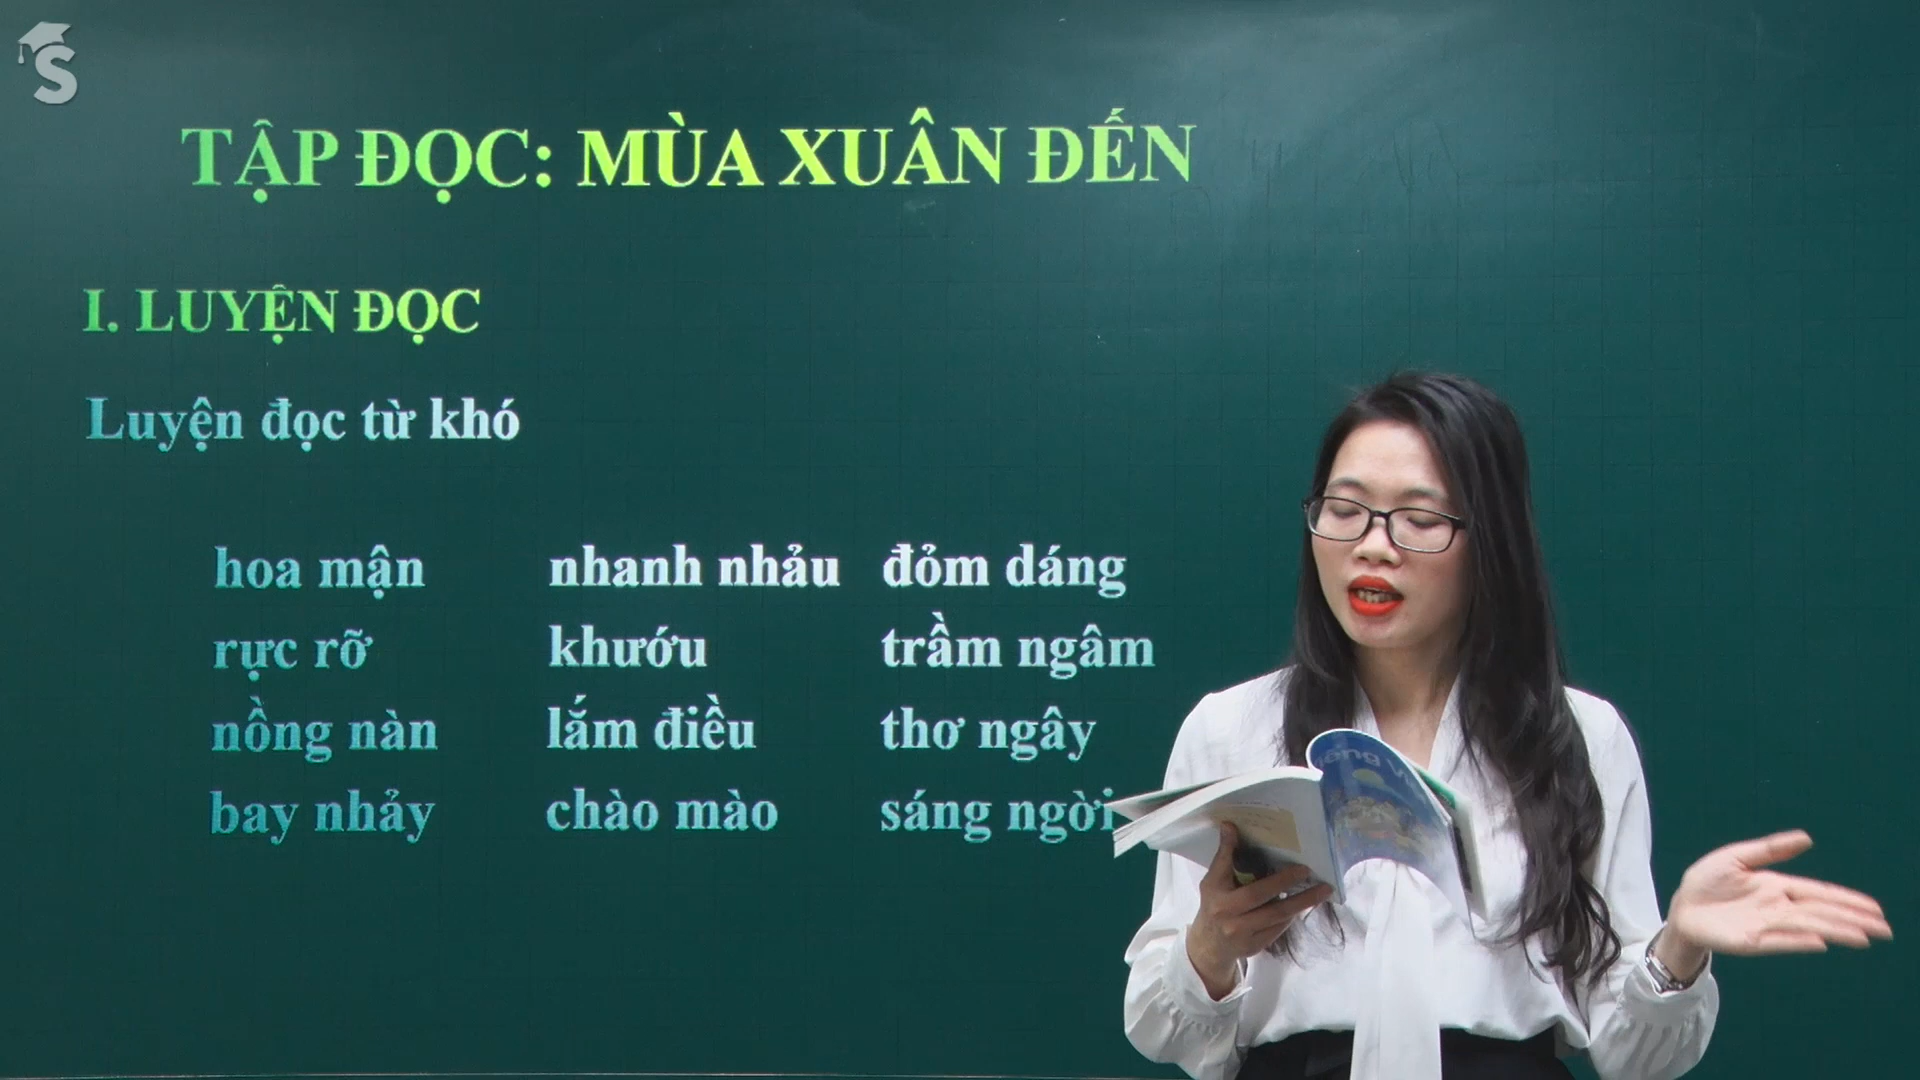 S
TẬP ĐỌC: MÙA XUÂN ĐẾN
I. LUYỆN ĐỌC
Luyện đọc từ khó
hoa mận nhanh nhảu đỏm dáng
rực rỡ khướu trầm ngâm
nồng nàn lắm điều thơ ngây
bay nhảy chào mào sáng ngời